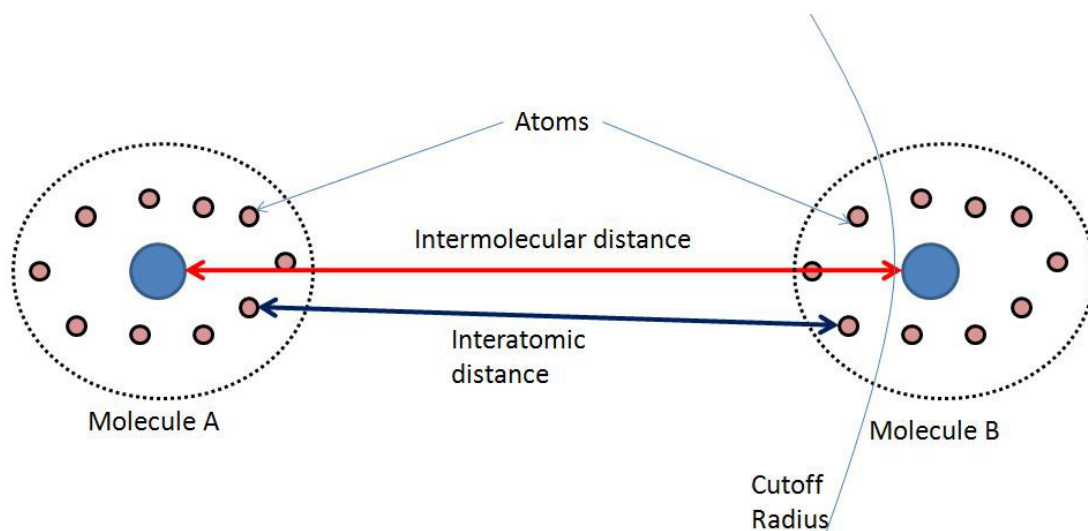 Atoms
Intermolecular distance
Interatomic
distance
Molecule A
Molecule B
Cutoff
Radius